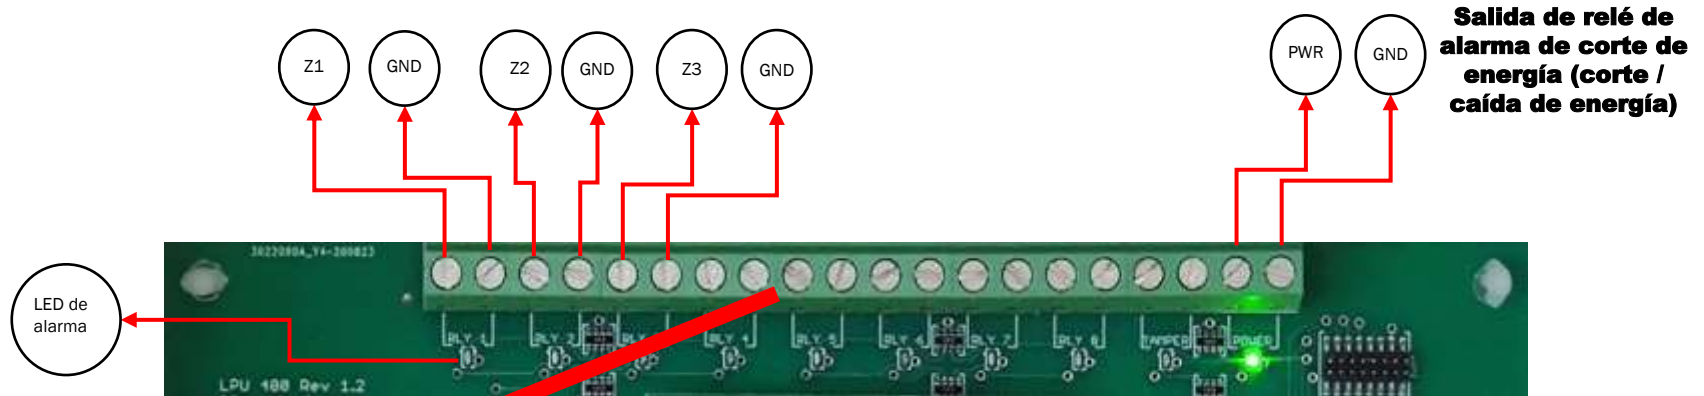 Salida de relé de
alarma de corte de
energía (corte /
caída de energía)
Z1
GND
Z2
GND
Z3
GND
PWR
GND
LED de
alarma
RLY 1
RLY 2
RLY 4
RLY 5
RLY 6
RLY 7
RLY 8
TAMPER
POWER
LPU 400 Rev 1.2